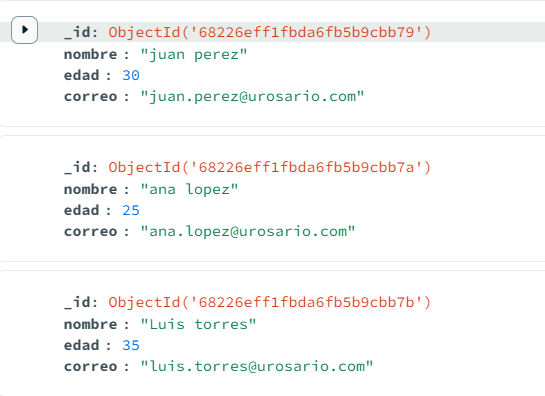 _id: ObjectId('68226eff1fbda6fb5b9cbb79')
nombre : "juan perez"
edad : 30
correo : "juan.perez@urosario.com"
_id: ObjectId('68226eff1fbda6fb5b9cbb7a')
nombre : "ana lopez"
edad : 25
correo : "ana.lopez@urosario.com"
_id: ObjectId('68226eff1fbda6fb5b9cbb7b')
nombre : "Luis torres"
edad : 35
correo : "luis.torres@urosario.com"